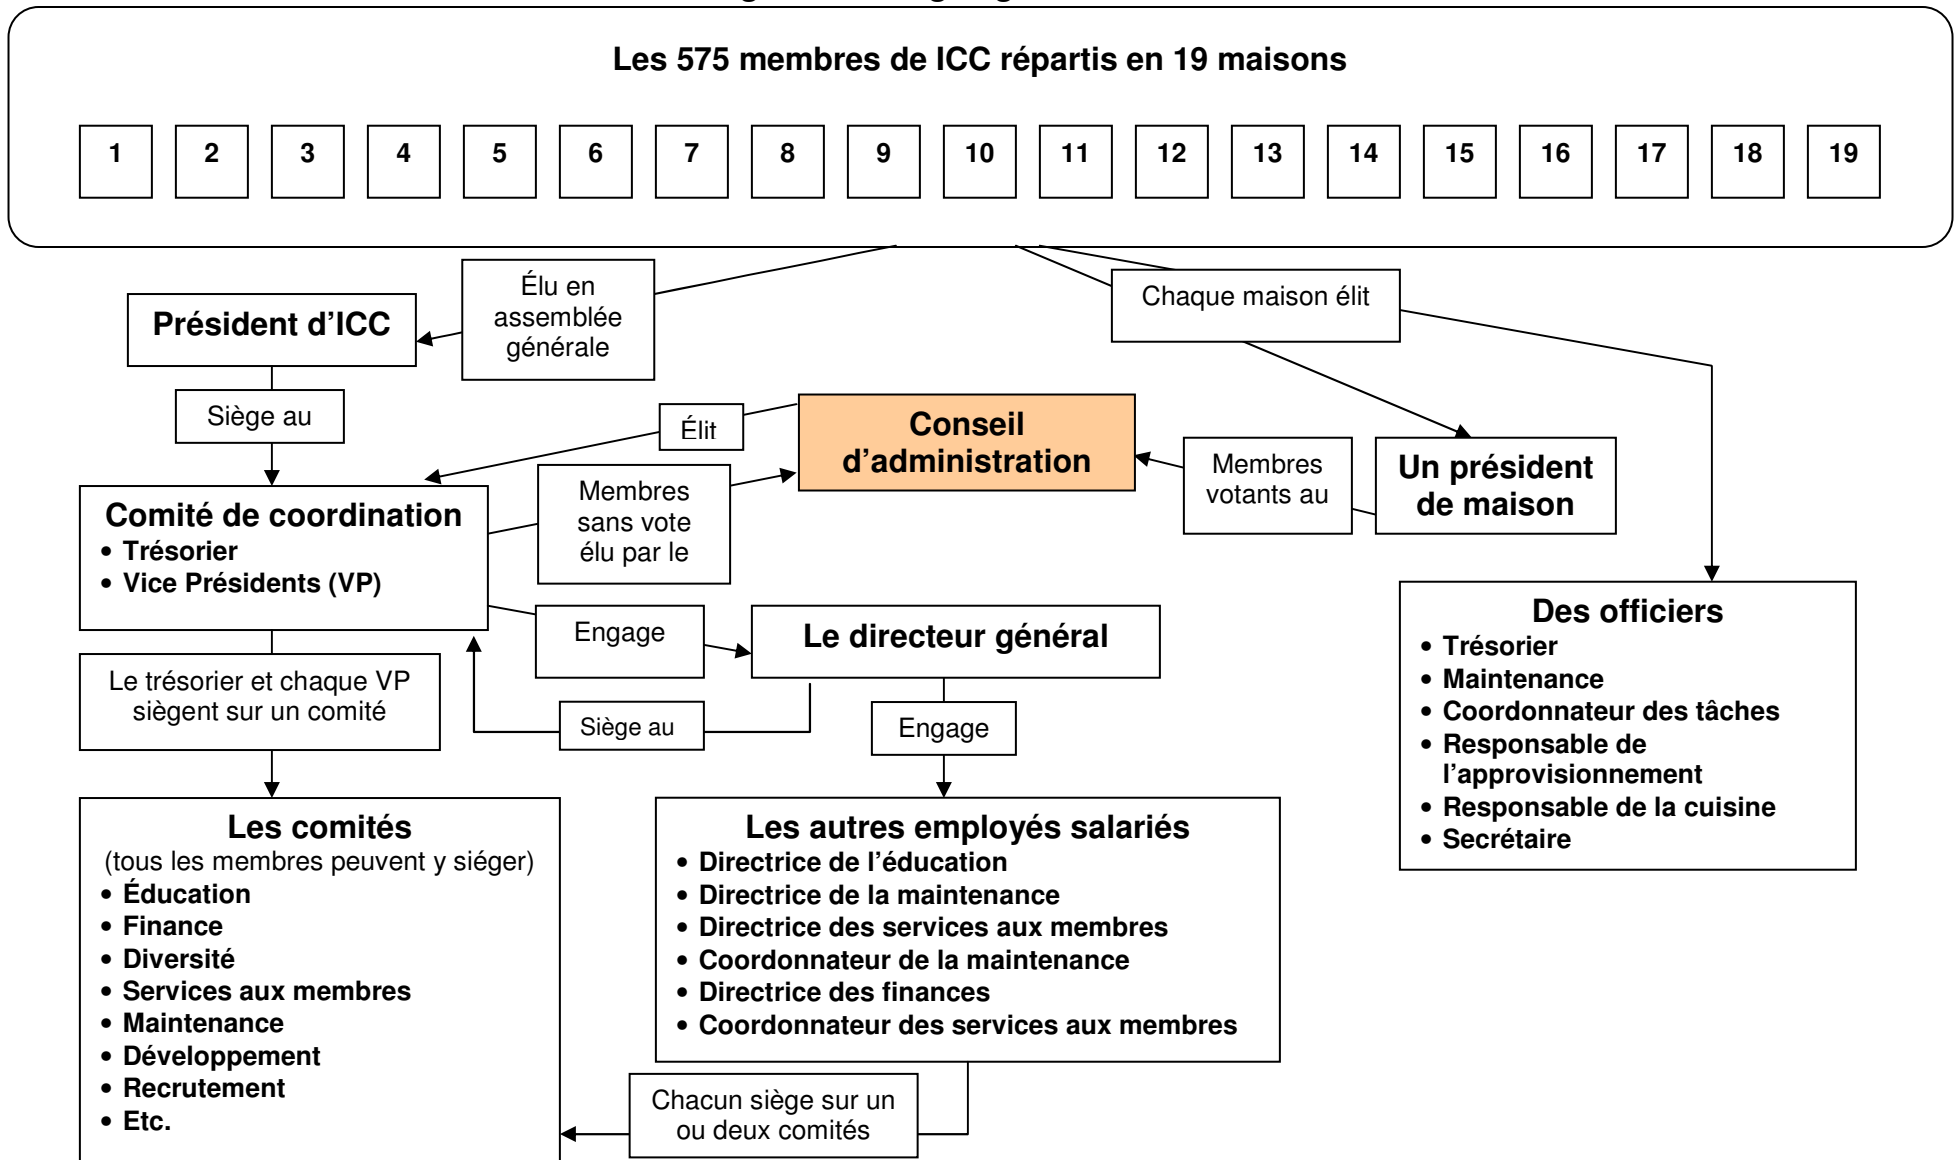 Les 575 membres de ICC répartis en 19 maisons
1 2 3 4 5 6 7 8 9 10 11 12 13 14 15 16 17 18 19
Élu en
assemblée
générale
Chaque maison élit
Président d’ICC
Siège au
Élit
Conseil
d’administration
Membres
votants au
Un président
de maison
Membres
sans vote
élu par le
Comité de coordination
• Trésorier
• Vice Présidents (VP)
Engage
Le directeur général
Des officiers
• Trésorier
• Maintenance
• Coordonnateur des tâches
• Responsable de
l’approvisionnement
• Responsable de la cuisine
• Secrétaire
Le trésorier et chaque VP
siègent sur un comité
Siège au
Engage
Les comités
(tous les membres peuvent y siéger)
• Éducation
• Finance
• Diversité
• Services aux membres
• Maintenance
• Développement
• Recrutement
• Etc.
Les autres employés salariés
• Directrice de l’éducation
• Directrice de la maintenance
• Directrice des services aux membres
• Coordonnateur de la maintenance
• Directrice des finances
• Coordonnateur des services aux membres
Chacun siège sur un
ou deux comités